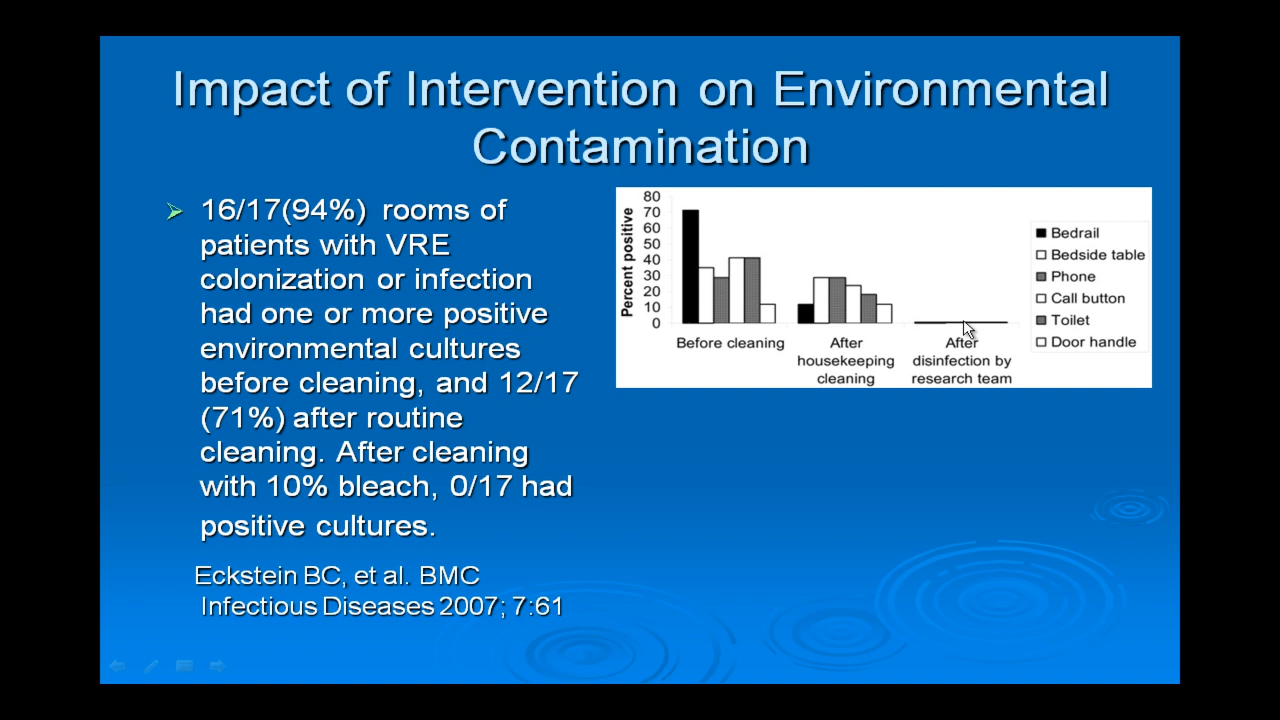 Impact of Intervention on Environmental
Contamination
16/17(94%) rooms of
patients with VRE
colonization or infection
had one or more positive
environmental cultures
before cleaning, and 12/17
(71%) after routine
cleaning. After cleaning
with 10% bleach, 0/17 had
positive cultures.
Eckstein BC, et al. BMC
Infectious Diseases 2007; 7:61
Percent positive
80
70
60
50
40
30
20
10
0
Before cleaning
After
housekeeping
cleaning
After
disinfection by
research team
Bedrail
Bedside table
Phone
Call button
Toilet
Door handle